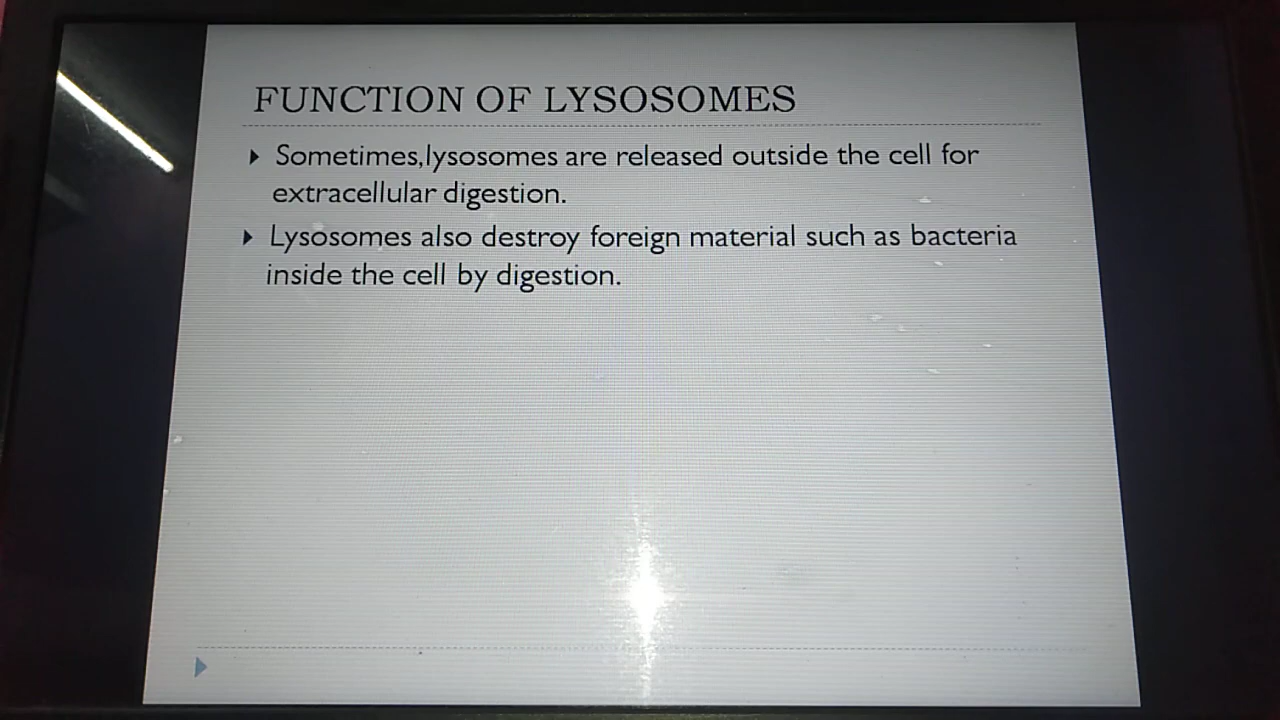 FUNCTION OF LYSOSOMES
Sometimes,lysosomes are released outside the cell for
extracellular digestion.
Lysosomes also destroy foreign material such as bacteria
inside the cell by digestion.